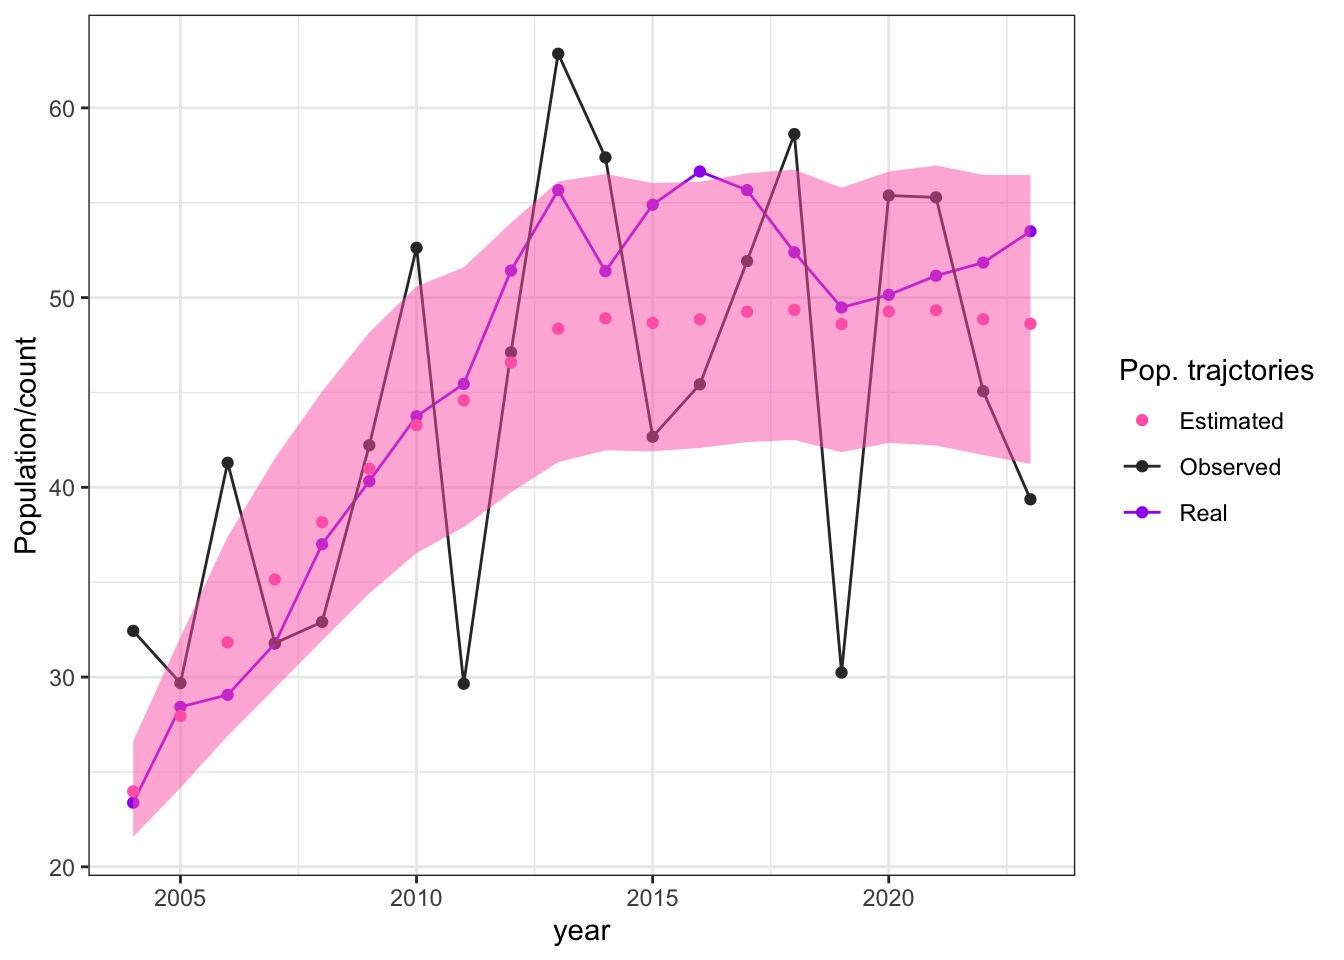 60
50
40
30
20
Population/count
2005 2010 2015 2020
year
Pop. trajctories
Estimated
Observed
Real